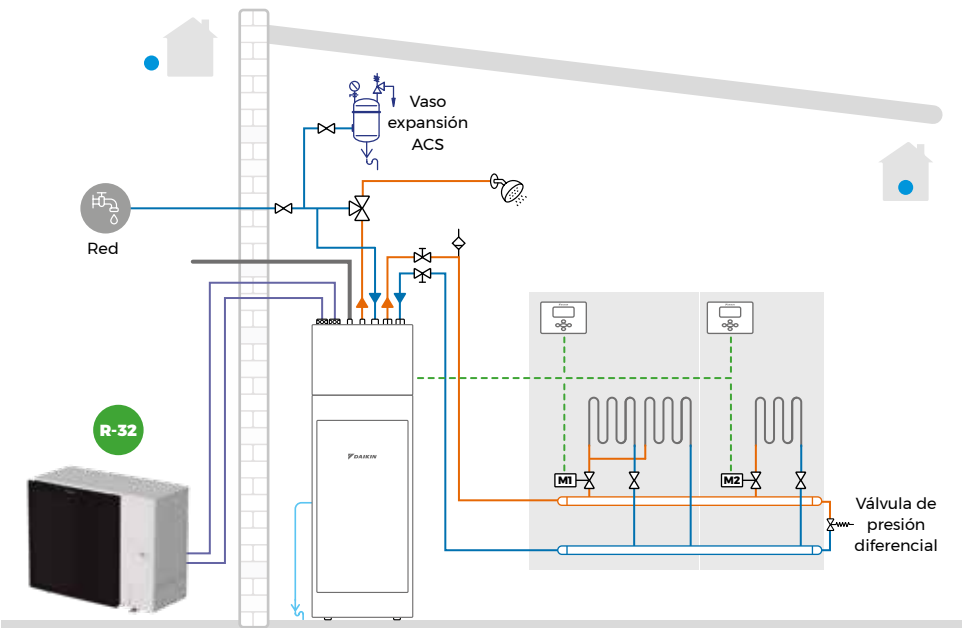 Vaso
expansión
ACS
Red
R-32
DAIKIN
M1
M2
Válvula de
presión
diferencial